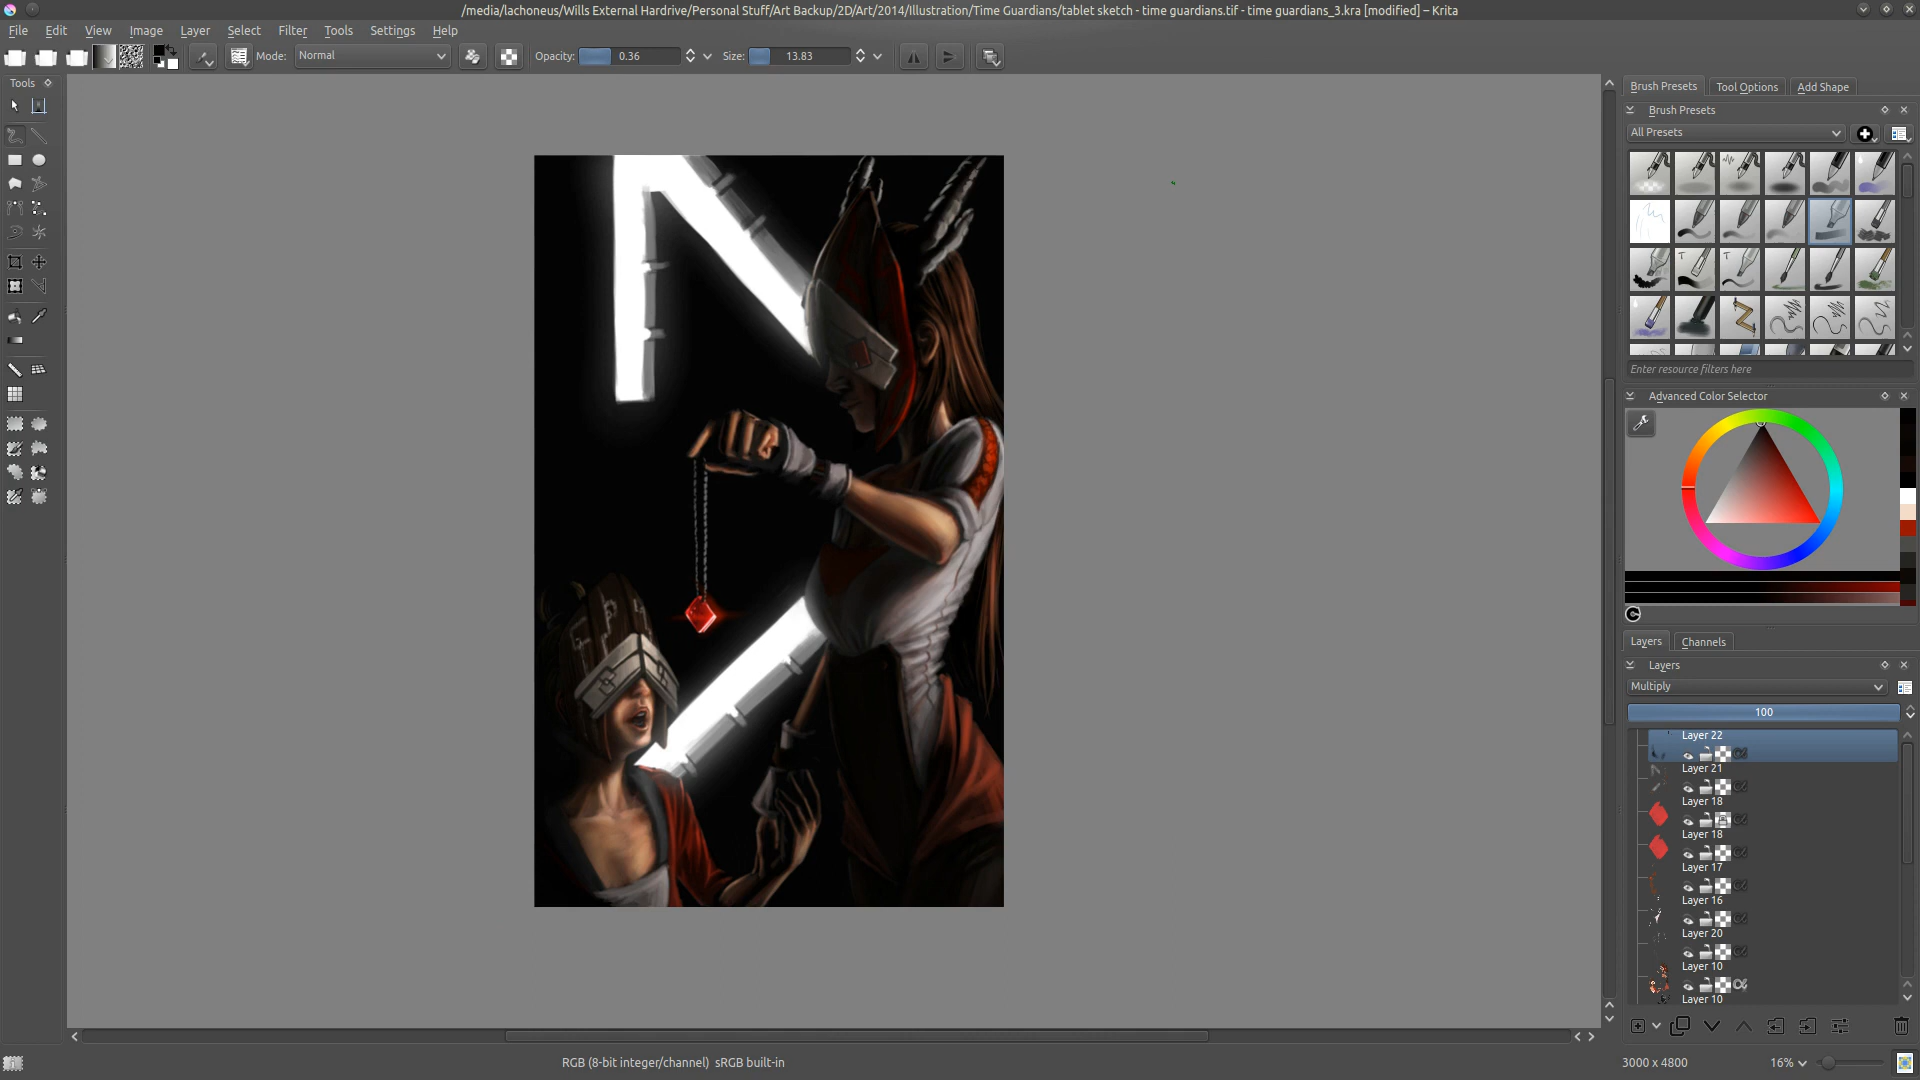 /media/lachoneus/Wills External Hardrive/Personal Stuff/Art Backup/2D/Art/2014/Illustration/Time Guardians/tablet sketch - time guardians.tif - time guardians_3.kra [modified] – Krita
File Edit View Image Layer Select Filter Tools Settings Help
Mode: Normal Opacity: 0.36 Size: 13.83
Tools
Brush Presets Tool Options Add Shape
Brush Presets
All Presets
Enter resource filters here
Advanced Color Selector
Layers Channels
Layers
Multiply
100
Layer 22
Layer 21
Layer 18
Layer 18
Layer 17
Layer 16
Layer 20
Layer 10
Layer 10
RGB (8-bit integer/channel) sRGB built-in
3000 x 4800 16%